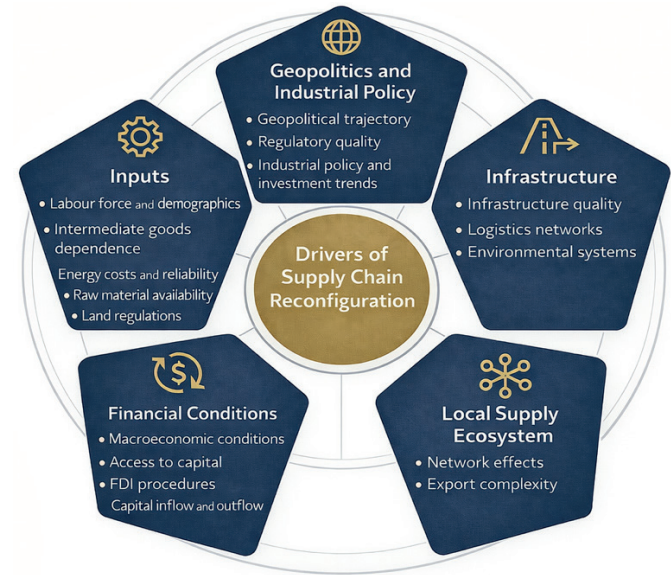 Geopolitics and
Industrial Policy
• Geopolitical trajectory
• Regulatory quality
• Industrial policy and
investment trends
Inputs
• Labour force and demographics
• Intermediate goods
dependence
Energy costs and reliability
• Raw material availability
• Land regulations
Infrastructure
• Infrastructure quality
• Logistics networks
• Environmental systems
Drivers of
Supply Chain
Reconfiguration
Financial Conditions
• Macroeconomic conditions
• Access to capital
• FDI procedures
Capital inflow and outflow
Local Supply
Ecosystem
• Network effects
• Export complexity
$